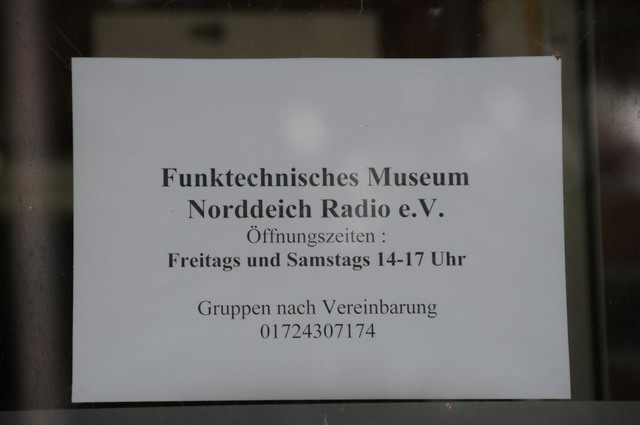 Funktechnisches Museum
Norddeich Radio e.V.
Öffnungszeiten :
Freitags und Samstags 14-17 Uhr
Gruppen nach Vereinbarung
01724307174